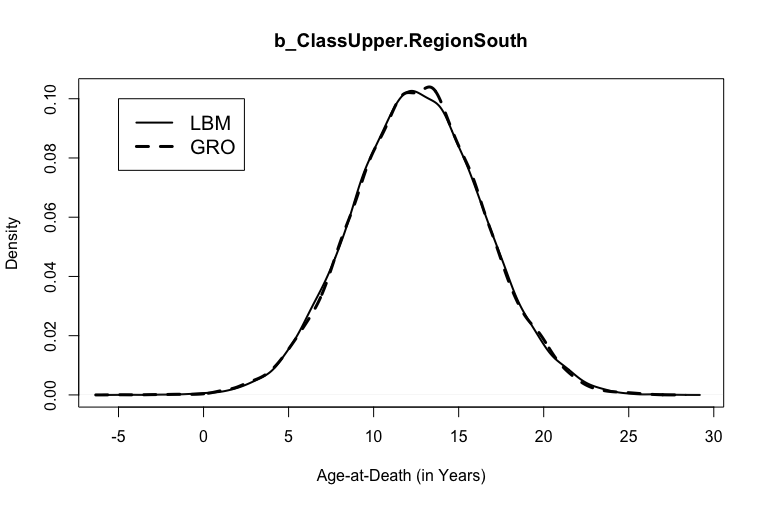 b_ClassUpper.RegionSouth
LBM
GRO
Density
0.10
0.08
0.06
0.04
0.02
0.00
-5 0 5 10 15 20 25 30
Age-at-Death (in Years)